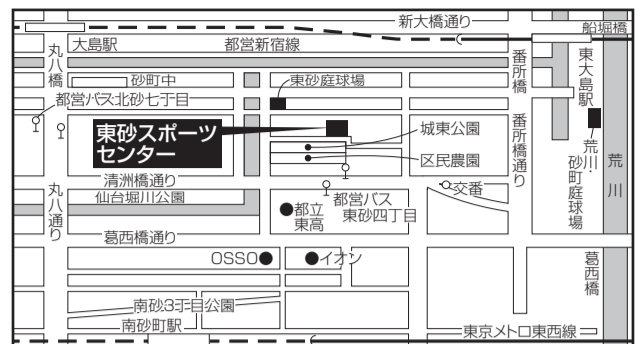 新大橋通り
船堀橋
大島駅
都営新宿線
丸八橋
番所橋
東大島駅
砂町中
東砂庭球場
都営バス北砂七丁目
東砂スポーツ
センター
城東公園
区民農園
番所橋通り
荒川・
砂町庭球場
荒川
清洲橋通り
仙台堀川公園
都営バス
東砂四丁目
交番
丸八通り
都立
東高
葛西橋通り
OSSO
イオン
葛西橋
南砂3丁目公園
南砂町駅
東京メトロ東西線